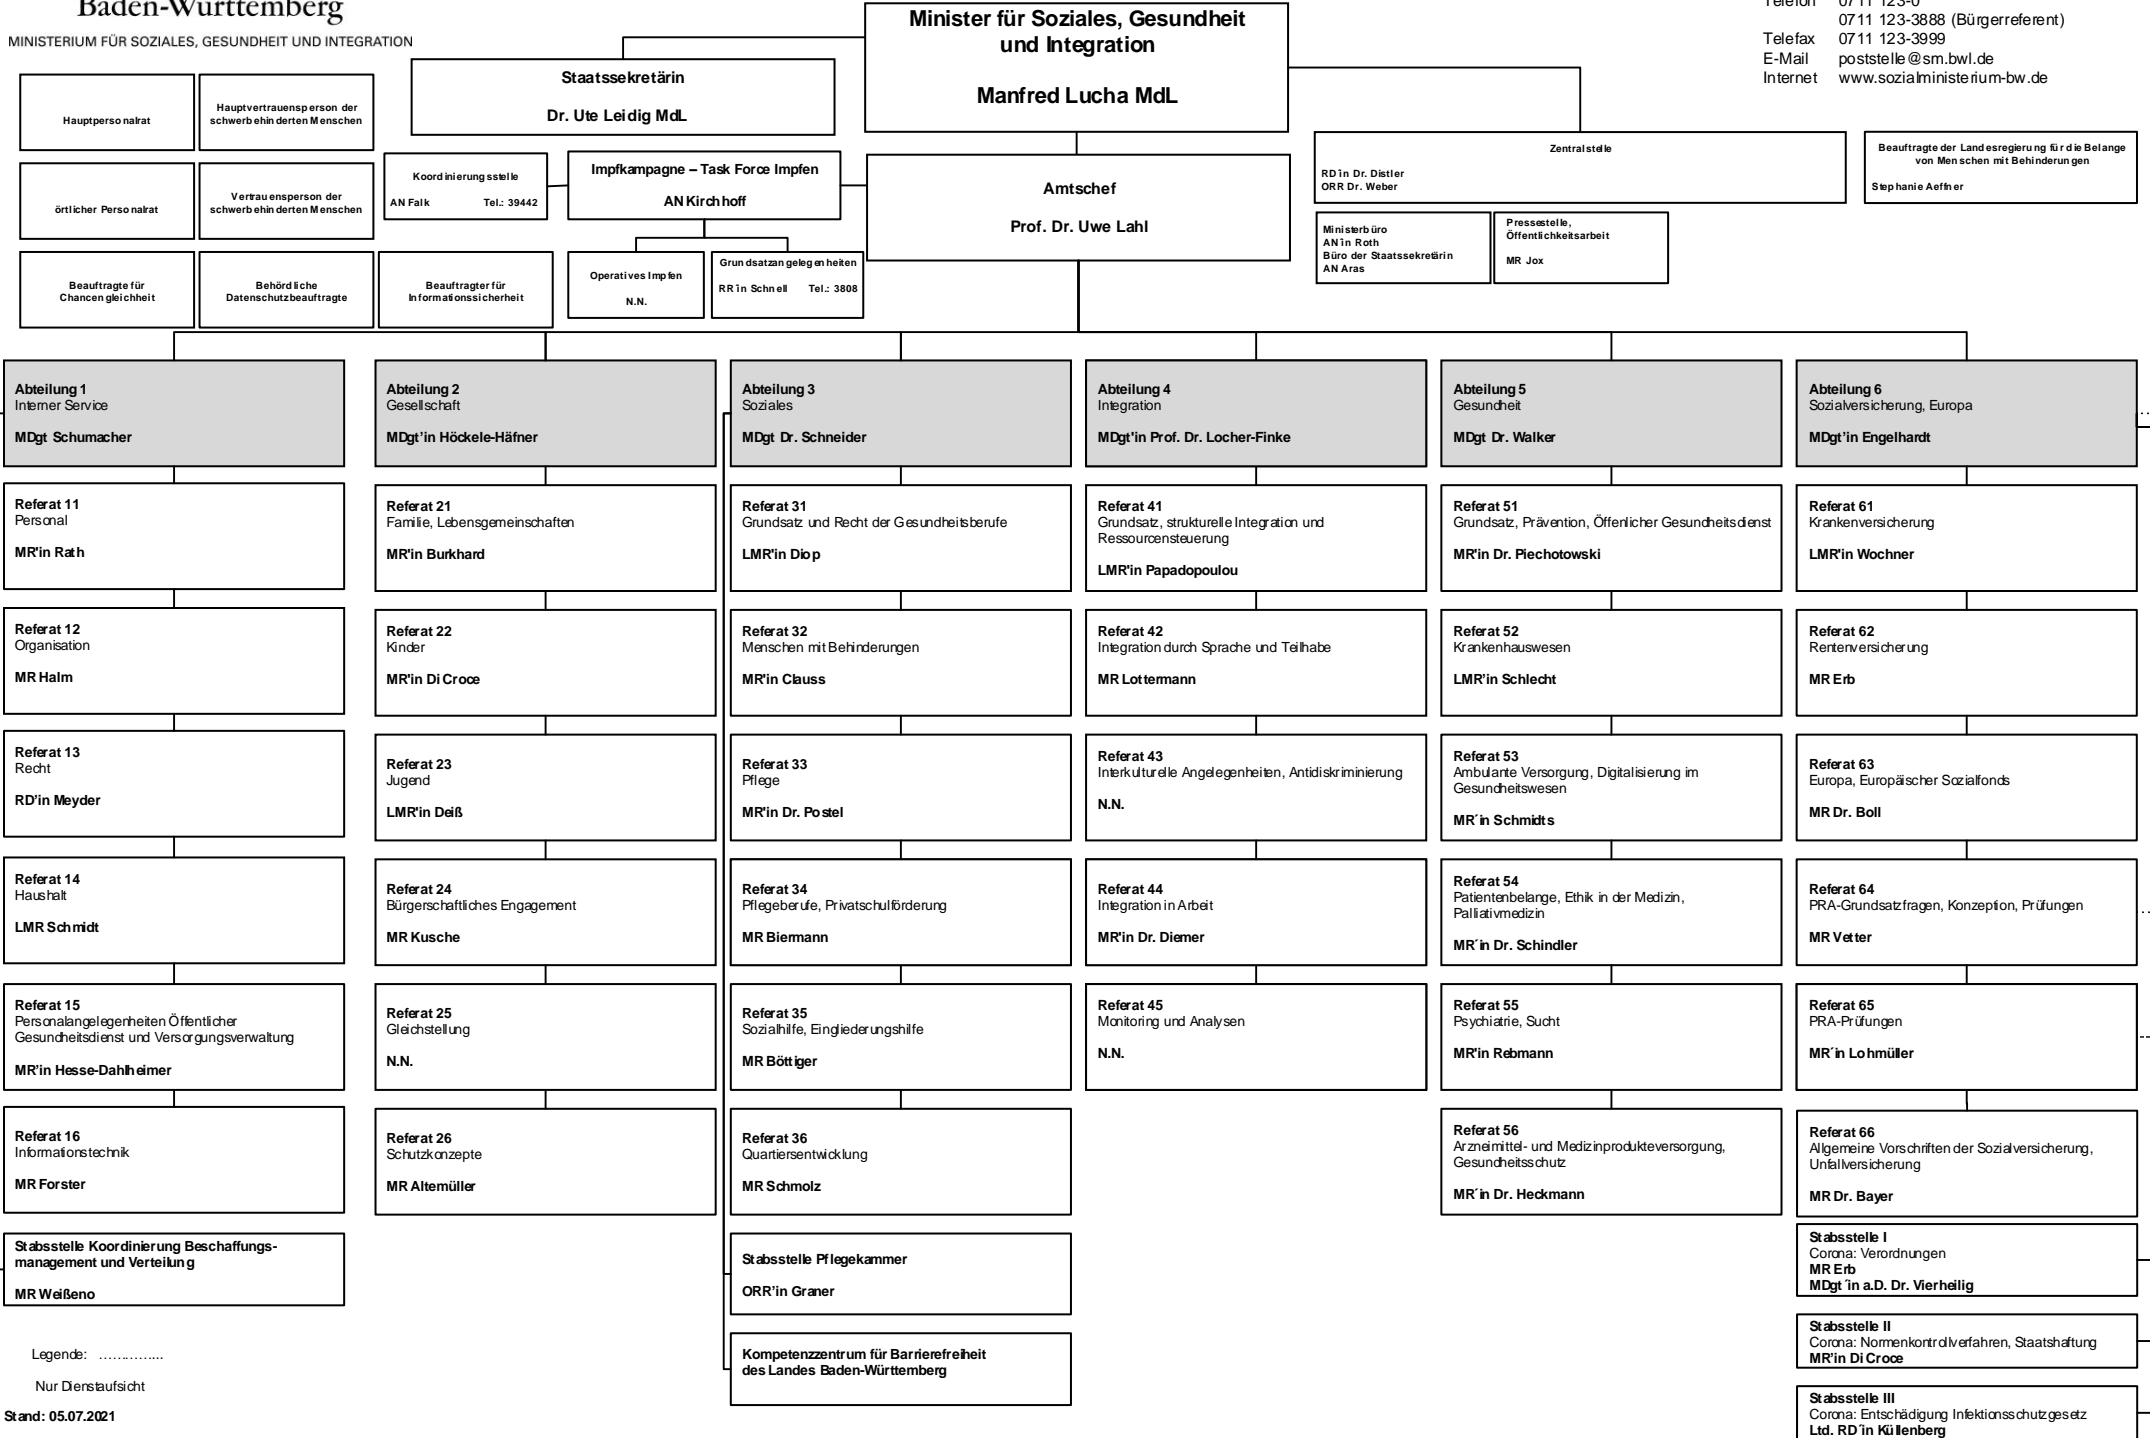 Baden-Württemberg
MINISTERIUM FÜR SOZIALES, GESUNDHEIT UND INTEGRATION
Minister für Soziales, Gesundheit
und Integration
Manfred Lucha MdL
Telefon 0711 123-0
0711 123-3888 (Bürgerreferent)
Telefax 0711 123-3999
E-Mail poststelle@sm.bwl.de
Internet www.sozialministerium-bw.de
Staatssekretärin
Dr. Ute Leidig MdL
Hauptpersonalrat
Hauptvertrauensperson der
schwerbehinderten Menschen
örtlicher Personalrat
Vertrauensperson der
schwerbehinderten Menschen
Beauftragte für
Chancengleichheit
Behördliche
Datenschutzbeauftragte
Beauftragter für
Informationssicherheit
Koordinierungsstelle
AN Falk Tel.: 39442
Impfkampagne – Task Force Impfen
AN Kirchhoff
Operatives Impfen
N.N.
Grundsatzangelegenheiten
RR´in Schnell Tel.: 3808
Amtschef
Prof. Dr. Uwe Lahl
Zentralstelle
RD´in Dr. Distler
ORR Dr. Weber
Ministerbüro
AN´in Roth
Büro der Staatssekretärin
AN Aras
Pressestelle,
Öffentlichkeitsarbeit
MR Jox
Beauftragte der Landesregierung für die Belange
von Menschen mit Behinderungen
Stephanie Aeffner
Abteilung 1
Interner Service
MDgt Schumacher
Referat 11
Personal
MR'in Rath
Referat 12
Organisation
MR Halm
Referat 13
Recht
RD’in Meyder
Referat 14
Haushalt
LMR Schmidt
Referat 15
Personalangelegenheiten Öffentlicher
Gesundheitsdienst und Versorgungsverwaltung
MR’in Hesse-Dahlheimer
Referat 16
Informationstechnik
MR Forster
Stabsstelle Koordinierung Beschaffungs-
management und Verteilung
MR Weißeno
Abteilung 2
Gesellschaft
MDgt’in Höckele-Häfner
Referat 21
Familie, Lebensgemeinschaften
MR'in Burkhard
Referat 22
Kinder
MR'in Di Croce
Referat 23
Jugend
LMR'in Deiß
Referat 24
Bürgerschaftliches Engagement
MR Kusche
Referat 25
Gleichstellung
N.N.
Referat 26
Schutzkonzepte
MR Altemüller
Abteilung 3
Soziales
MDgt Dr. Schneider
Referat 31
Grundsatz und Recht der Gesundheitsberufe
LMR'in Diop
Referat 32
Menschen mit Behinderungen
MR'in Clauss
Referat 33
Pflege
MR'in Dr. Postel
Referat 34
Pflegeberufe, Privatschulförderung
MR Biermann
Referat 35
Sozialhilfe, Eingliederungshilfe
MR Böttiger
Referat 36
Quartiersentwicklung
MR Schmolz
Stabsstelle Pflegekammer
ORR’in Graner
Kompetenzzentrum für Barrierefreiheit
des Landes Baden-Württemberg
Abteilung 4
Integration
MDgt'in Prof. Dr. Locher-Finke
Referat 41
Grundsatz, strukturelle Integration und
Ressourcensteuerung
LMR'in Papadopoulou
Referat 42
Integration durch Sprache und Teilhabe
MR Lottermann
Referat 43
Interkulturelle Angelegenheiten, Antidiskriminierung
N.N.
Referat 44
Integration in Arbeit
MR'in Dr. Diemer
Referat 45
Monitoring und Analysen
N.N.
Abteilung 5
Gesundheit
MDgt Dr. Walker
Referat 51
Grundsatz, Prävention, Öffenlicher Gesundheitsdienst
MR'in Dr. Piechotowski
Referat 52
Krankenhauswesen
LMR’in Schlecht
Referat 53
Ambulante Versorgung, Digitalisierung im
Gesundheitswesen
MR´in Schmidts
Referat 54
Patientenbelange, Ethik in der Medizin,
Palliativmedizin
MR´in Dr. Schindler
Referat 55
Psychiatrie, Sucht
MR'in Rebmann
Referat 56
Arzneimittel- und Medizinprodukteversorgung,
Gesundheitsschutz
MR´in Dr. Heckmann
Abteilung 6
Sozialversicherung, Europa
MDgt’in Engelhardt
Referat 61
Krankenversicherung
LMR'in Wochner
Referat 62
Rentenversicherung
MR Erb
Referat 63
Europa, Europäischer Sozialfonds
MR Dr. Boll
Referat 64
PRA-Grundsatzfragen, Konzeption, Prüfungen
MR Vetter
Referat 65
PRA-Prüfungen
MR´in Lohmüller
Referat 66
Allgemeine Vorschriften der Sozialversicherung,
Unfallversicherung
MR Dr. Bayer
Stabsstelle I
Corona: Verordnungen
MR Erb
MDgt´in a.D. Dr. Vierheilig
Stabsstelle II
Corona: Normenkontrollverfahren, Staatshaftung
MR’in Di Croce
Stabsstelle III
Corona: Entschädigung Infektionsschutzgesetz
Ltd. RD´in Küllenberg
Legende: ..............
Nur Dienstaufsicht
Stand: 05.07.2021